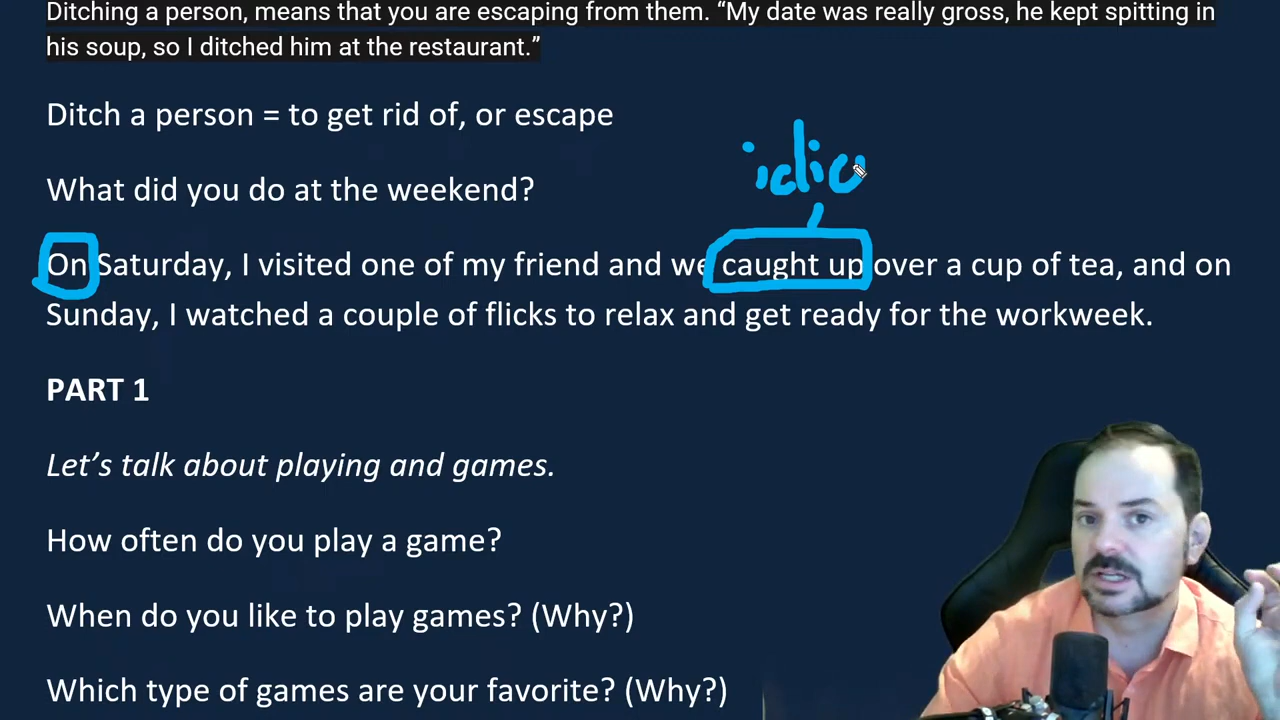 Ditching a person, means that you are escaping from them. “My date was really gross, he kept spitting in
his soup, so I ditched him at the restaurant.”
Ditch a person = to get rid of, or escape
What did you do at the weekend?
idio
On Saturday, I visited one of my friend and we caught up over a cup of tea, and on
Sunday, I watched a couple of flicks to relax and get ready for the workweek.
PART 1
Let’s talk about playing and games.
How often do you play a game?
When do you like to play games? (Why?)
Which type of games are your favorite? (Why?)